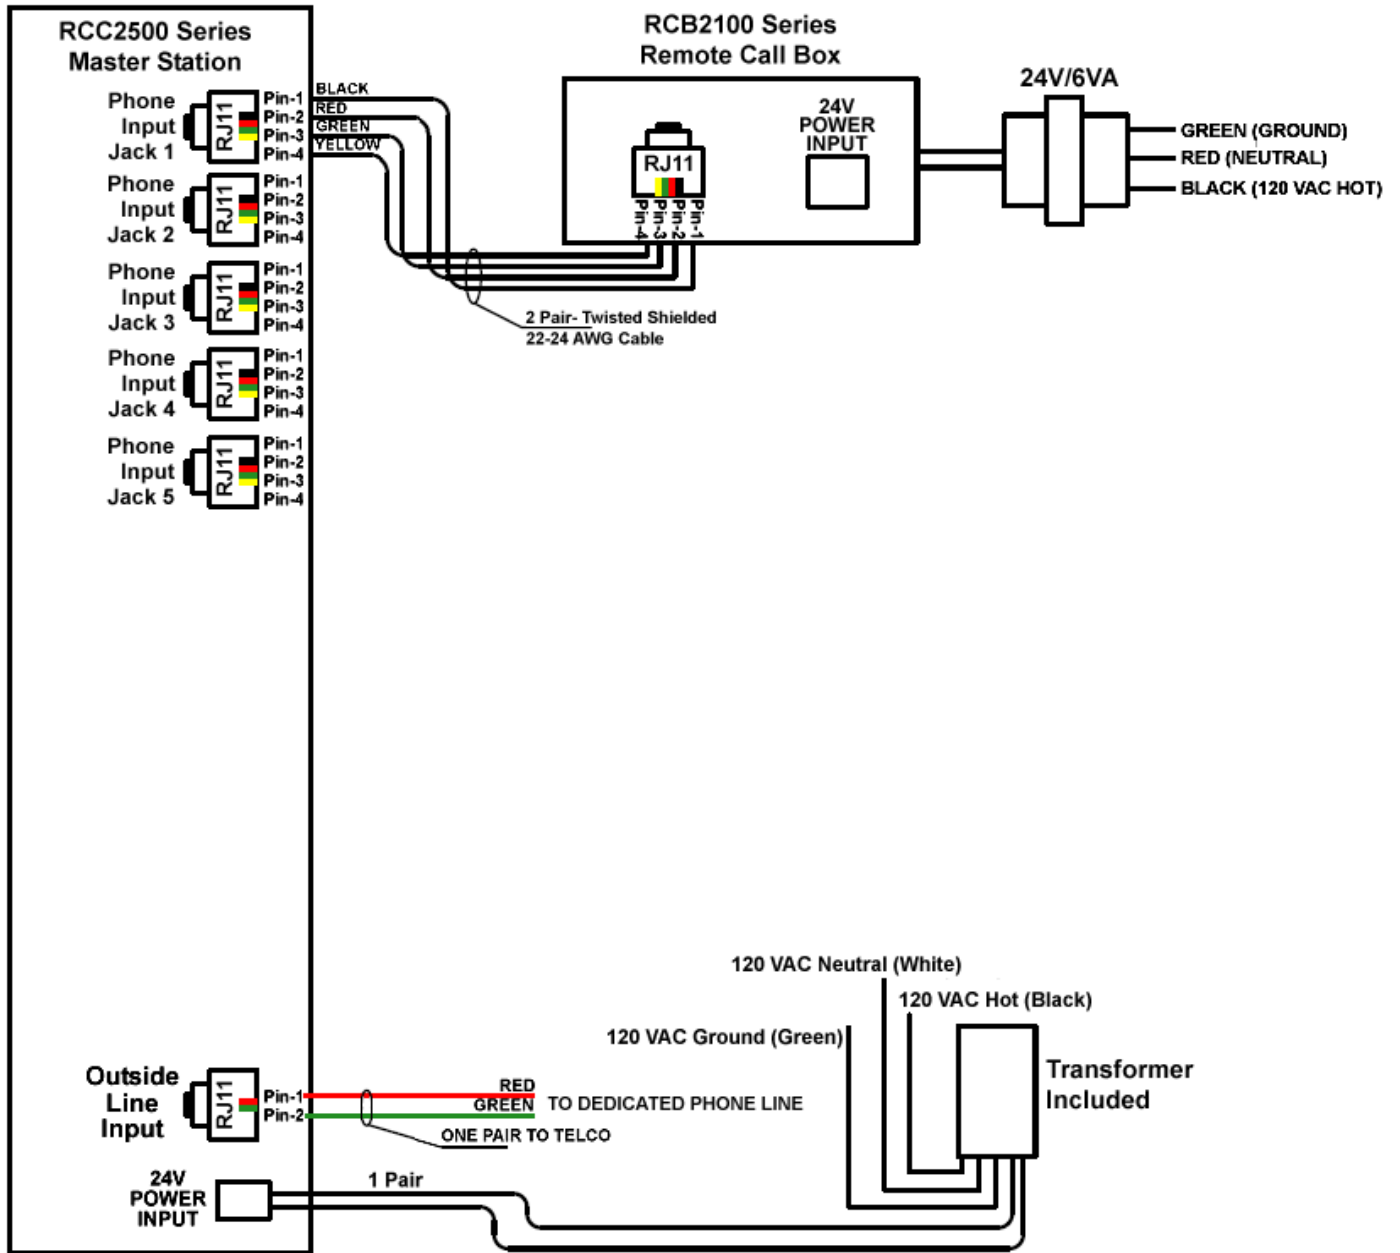 RCC2500 Series
Master Station
Phone
Input
Jack 1
RJ11
Pin-1
Pin-2
Pin-3
Pin-4
BLACK
RED
GREEN
YELLOW
Phone
Input
Jack 2
RJ11
Pin-1
Pin-2
Pin-3
Pin-4
Phone
Input
Jack 3
RJ11
Pin-1
Pin-2
Pin-3
Pin-4
Phone
Input
Jack 4
RJ11
Pin-1
Pin-2
Pin-3
Pin-4
Phone
Input
Jack 5
RJ11
Pin-1
Pin-2
Pin-3
Pin-4
RCB2100 Series
Remote Call Box
RJ11
Pin-4
Pin-3
Pin-2
Pin-1
24V
POWER
INPUT
24V/6VA
GREEN (GROUND)
RED (NEUTRAL)
BLACK (120 VAC HOT)
2 Pair- Twisted Shielded
22-24 AWG Cable
120 VAC Neutral (White)
120 VAC Hot (Black)
120 VAC Ground (Green)
Transformer
Included
Outside
Line
Input
RJ11
Pin-1
Pin-2
RED
GREEN
TO DEDICATED PHONE LINE
ONE PAIR TO TELCO
24V
POWER
INPUT
1 Pair